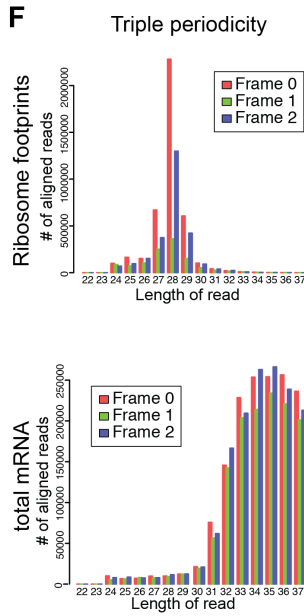 F
Triple periodicity
Ribosome footprints
# of aligned reads
2000000
1500000
1000000
500000
0
Frame 0
Frame 1
Frame 2
22 23 24 25 26 27 28 29 30 31 32 33 34 35 36 37
Length of read
total mRNA
# of aligned reads
250000
200000
150000
100000
50000
0
Frame 0
Frame 1
Frame 2
22 23 24 25 26 27 28 29 30 31 32 33 34 35 36 37
Length of read